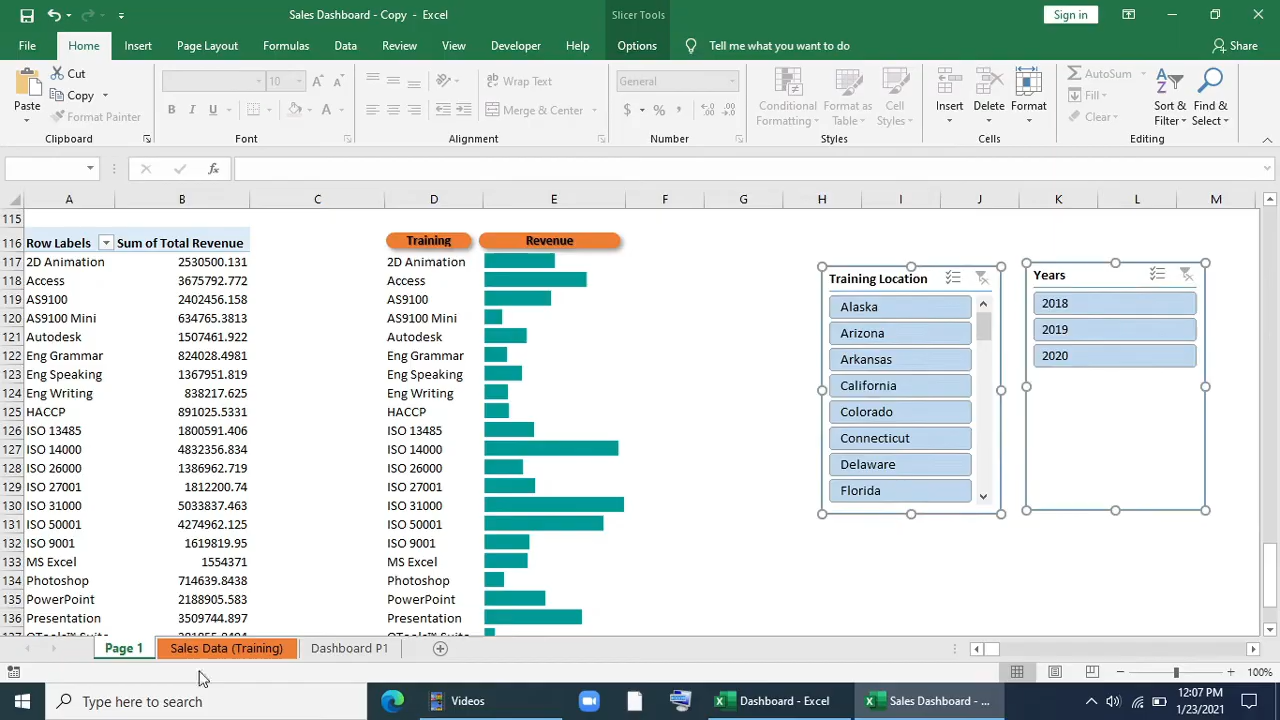 Sales Dashboard - Copy - Excel
Slicer Tools
Sign in
File Home Insert Page Layout Formulas Data Review View Developer Help Options Tell me what you want to do Share
Paste
Cut
Copy
Format Painter
Clipboard
10
B I U
Font
Wrap Text
Merge & Center
Alignment
General
$ % ,
Number
Conditional Formatting
Format as Table
Cell Styles
Styles
Insert
Delete
Format
Cells
AutoSum
Fill
Clear
Sort & Filter
Find & Select
Editing
fx
A B C D E F G H I J K L M
115
116 Row Labels Sum of Total Revenue Training Revenue
117 2D Animation 2530500.131 2D Animation
118 Access 3675792.772 Access
119 AS9100 2402456.158 AS9100
120 AS9100 Mini 634765.3813 AS9100 Mini
121 Autodesk 1507461.922 Autodesk
122 Eng Grammar 824028.4981 Eng Grammar
123 Eng Speaking 1367951.819 Eng Speaking
124 Eng Writing 838217.625 Eng Writing
125 HACCP 891025.5331 HACCP
126 ISO 13485 1800591.406 ISO 13485
127 ISO 14000 4832356.834 ISO 14000
128 ISO 26000 1386962.719 ISO 26000
129 ISO 27001 1812200.74 ISO 27001
130 ISO 31000 5033837.463 ISO 31000
131 ISO 50001 4274962.125 ISO 50001
132 ISO 9001 1619819.95 ISO 9001
133 MS Excel 1554371 MS Excel
134 Photoshop 714639.8438 Photoshop
135 PowerPoint 2188905.583 PowerPoint
136 Presentation 3509744.897 Presentation
Training Location
Alaska
Arizona
Arkansas
California
Colorado
Connecticut
Delaware
Florida
Years
2018
2019
2020
Page 1 Sales Data (Training) Dashboard P1
100%
Type here to search
Videos
Dashboard - Excel
Sales Dashboard - ...
12:07 PM
1/23/2021